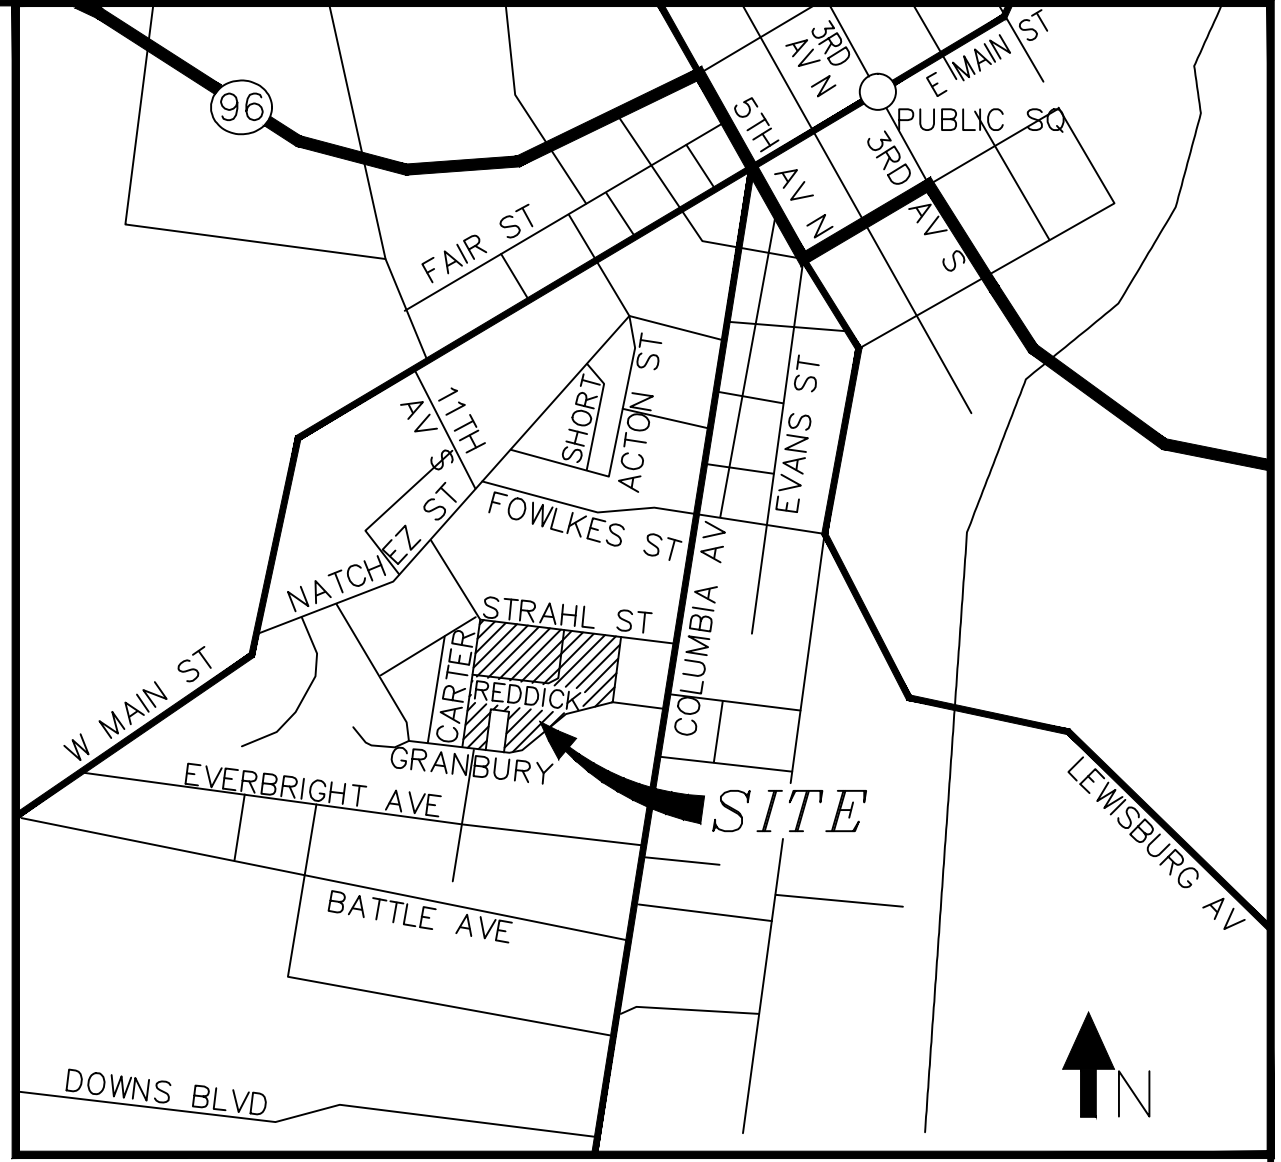 3RD
AV N
E MAIN ST
96
5TH
AV N
PUBLIC SQ
3RD
AV S
FAIR ST
11TH
AV S
SHORT
ACTON ST
EVANS ST
NATCHEZ ST
FOWLKES ST
COLUMBIA AV
STRAHL ST
CARTER
REDDICK
W MAIN ST
GRANBURY
EVERBRIGHT AVE
SITE
LEWISBURG AV
BATTLE AVE
DOWNS BLVD
N